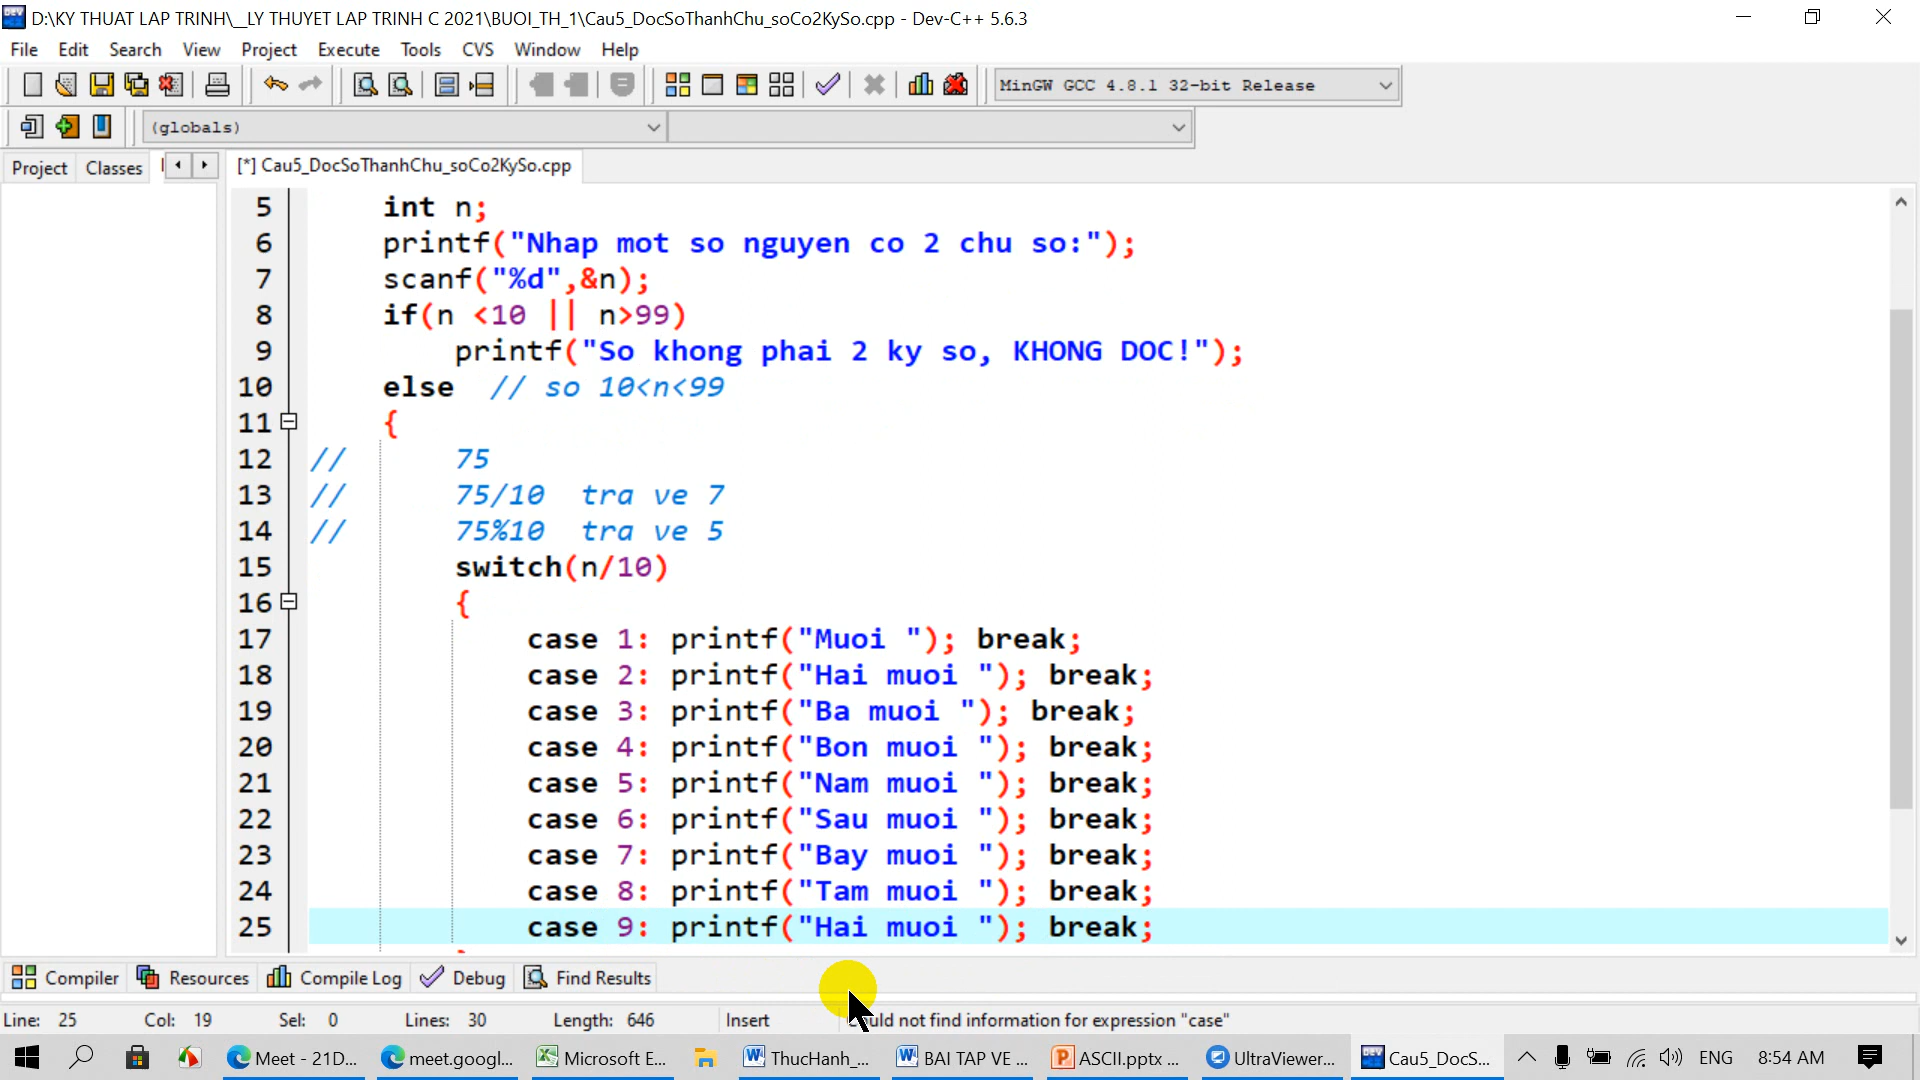 D:\KY THUAT LAP TRINH\__LY THUYET LAP TRINH C 2021\BUOI_TH_1\Cau5_DocSoThanhChu_soCo2KySo.cpp - Dev-C++ 5.6.3
File Edit Search View Project Execute Tools CVS Window Help
MinGW GCC 4.8.1 32-bit Release
(globals)
Project Classes [*] Cau5_DocSoThanhChu_soCo2KySo.cpp
5 int n;
6 printf("Nhap mot so nguyen co 2 chu so:");
7 scanf("%d",&n);
8 if(n <10 || n>99)
9 printf("So khong phai 2 ky so, KHONG DOC!");
10 else // so 10<n<99
11 {
12 // 75
13 // 75/10 tra ve 7
14 // 75%10 tra ve 5
15 switch(n/10)
16 {
17 case 1: printf("Muoi "); break;
18 case 2: printf("Hai muoi "); break;
19 case 3: printf("Ba muoi "); break;
20 case 4: printf("Bon muoi "); break;
21 case 5: printf("Nam muoi "); break;
22 case 6: printf("Sau muoi "); break;
23 case 7: printf("Bay muoi "); break;
24 case 8: printf("Tam muoi "); break;
25 case 9: printf("Hai muoi "); break;
Compiler Resources Compile Log Debug Find Results
Line: 25 Col: 19 Sel: 0 Lines: 30 Length: 646 Insert not find information for expression "case"
Meet - 21D... meet.googl... Microsoft E... ThucHanh_... BAI TAP VE ... ASCII.pptx ... UltraViewer... Cau5_DocS... ENG 8:54 AM